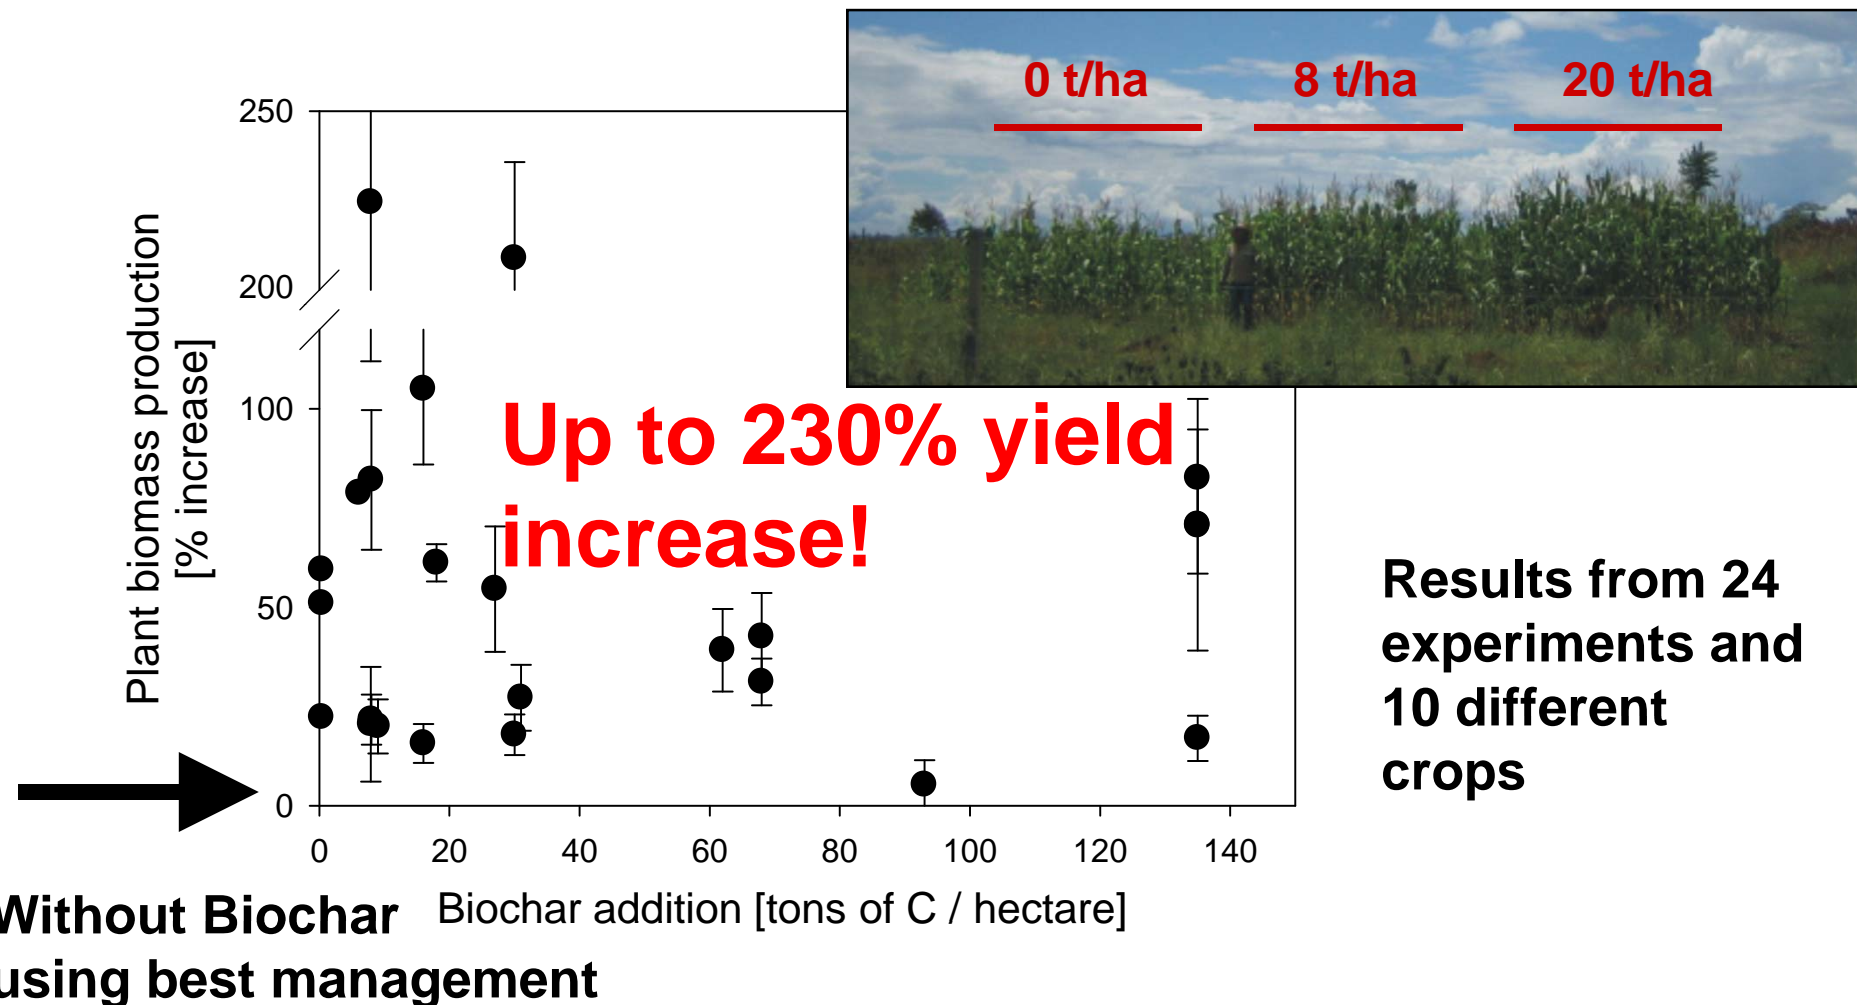 0 t/ha 8 t/ha 20 t/ha
250
200
100
50
0
Plant biomass production
[% increase]
Up to 230% yield
increase!
Results from 24
experiments and
10 different
crops
0 20 40 60 80 100 120 140
Biochar addition [tons of C / hectare]
Without Biochar
using best management